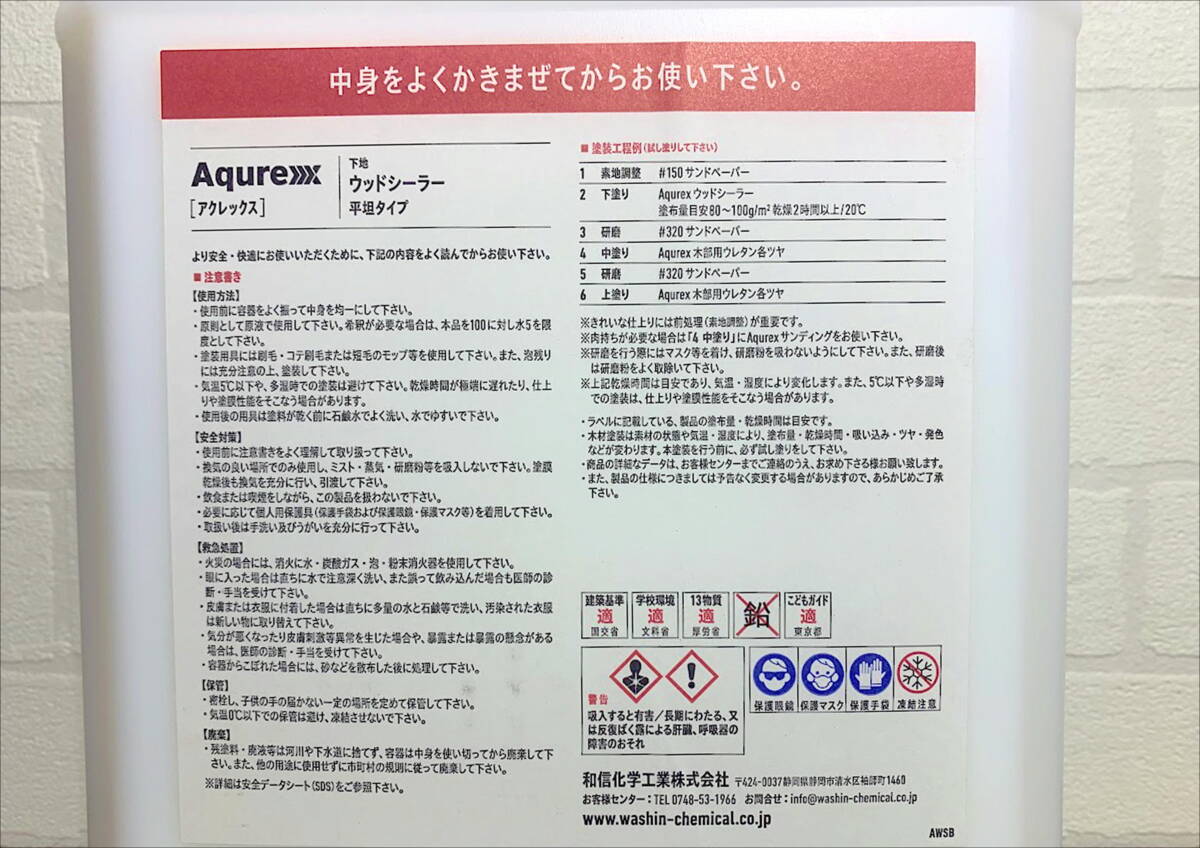 中身をよくかきまぜてからお使い下さい。
Aqurex
[アクレックス]
下地
ウッドシーラー
平坦タイプ
より安全・快適にお使いいただくために、下記の内容をよく読んでからお使い下さい。
■注意書き
【使用方法】
・使用前に容器をよく振って中身を均一にして下さい。
・原則として原液で使用して下さい。希釈が必要な場合は、本品を100に対し水5を限
度として下さい。
・塗装用具には刷毛・コテ刷毛または短毛のモップ等を使用して下さい。また、泡残り
には充分注意の上、塗装して下さい。
・気温5℃以下や、多湿時での塗装は避けて下さい。乾燥時間が極端に遅れたり、仕上
りや塗膜性能をそこなう場合があります。
・使用後の用具は塗料が乾く前に石鹸水でよく洗い、水でゆすいで下さい。
【安全対策】
・使用前に注意書きをよく理解して取り扱って下さい。
・換気の良い場所でのみ使用し、ミスト・蒸気・研磨粉等を吸入しないで下さい。塗膜
乾燥後も換気を充分に行い、引渡して下さい。
・飲食または喫煙をしながら、この製品を扱わないで下さい。
・必要に応じて個人用保護具(保護手袋および保護眼鏡・保護マスク等)を着用して下さい。
・取扱い後は手洗い及びうがいを充分に行って下さい。
【救急処置】
・火災の場合には、消火に水・炭酸ガス・泡・粉末消火器を使用して下さい。
・眼に入った場合は直ちに水で注意深く洗い、また誤って飲み込んだ場合も医師の診
断・手当を受けて下さい。
・皮膚または衣服に付着した場合は直ちに多量の水と石鹸等で洗い、汚染された衣服
は新しい物に取り替えて下さい。
・気分が悪くなったり皮膚刺激等異常を生じた場合や、暴露または暴露の懸念がある
場合は、医師の診断・手当を受けて下さい。
・容器からこぼれた場合には、砂などを散布した後に処理して下さい。
【保管】
・密栓し、子供の手の届かない一定の場所を定めて保管して下さい。
・気温0℃以下での保管は避け、凍結させないで下さい。
【廃棄】
・残塗料・廃液等は河川や下水道に捨てず、容器は中身を使い切ってから廃棄して下
さい。また、他の用途に使用せずに市町村の規則に従って廃棄して下さい。
※詳細は安全データシート(SDS)をご参照下さい。
■塗装工程例(試し塗りして下さい)
1 素地調整 #150サンドペーパー
2 下塗り Aqurexウッドシーラー
塗布量目安80〜100g/m² 乾燥2時間以上/20℃
3 研磨 #320サンドペーパー
4 中塗り Aqurex木部用ウレタン各ツヤ
5 研磨 #320サンドペーパー
6 上塗り Aqurex木部用ウレタン各ツヤ
※きれいな仕上りには前処理(素地調整)が重要です。
※肉持ちが必要な場合は「4 中塗り」にAqurexサンディングをお使い下さい。
※研磨を行う際にはマスク等を着け、研磨粉を吸わないようにして下さい。また、研磨後
は研磨粉をよく取除いて下さい。
※上記乾燥時間は目安であり、気温・湿度により変化します。また、5℃以下や多湿時
での塗装は、仕上りや塗膜性能をそこなう場合があります。
・ラベルに記載している、製品の塗布量・乾燥時間は目安です。
・木材塗装は素材の状態や気温・湿度により、塗布量・乾燥時間・吸い込み・ツヤ・発色
などが変わります。本塗装を行う前に、必ず試し塗りをして下さい。
・商品の詳細なデータは、お客様センターまでご連絡のうえ、お求め下さる様お願い致します。
・また、製品の仕様につきましては予告なく変更する場合がありますので、あらかじめご了承
下さい。
建築基準 学校環境 13物質 鉛 こどもガイド
適 適 適 適
国交省 文科省 厚労省 東京都
警告
吸入すると有害/長期にわたる、又
は反復ばく露による肝臓、呼吸器の
障害のおそれ
保護眼鏡 保護マスク 保護手袋 凍結注意
和信化学工業株式会社 〒424-0037静岡県静岡市清水区袖師町1460
お客様センター:TEL 0748-53-1966 お問合せ:info@washin-chemical.co.jp
www.washin-chemical.co.jp
AWSB